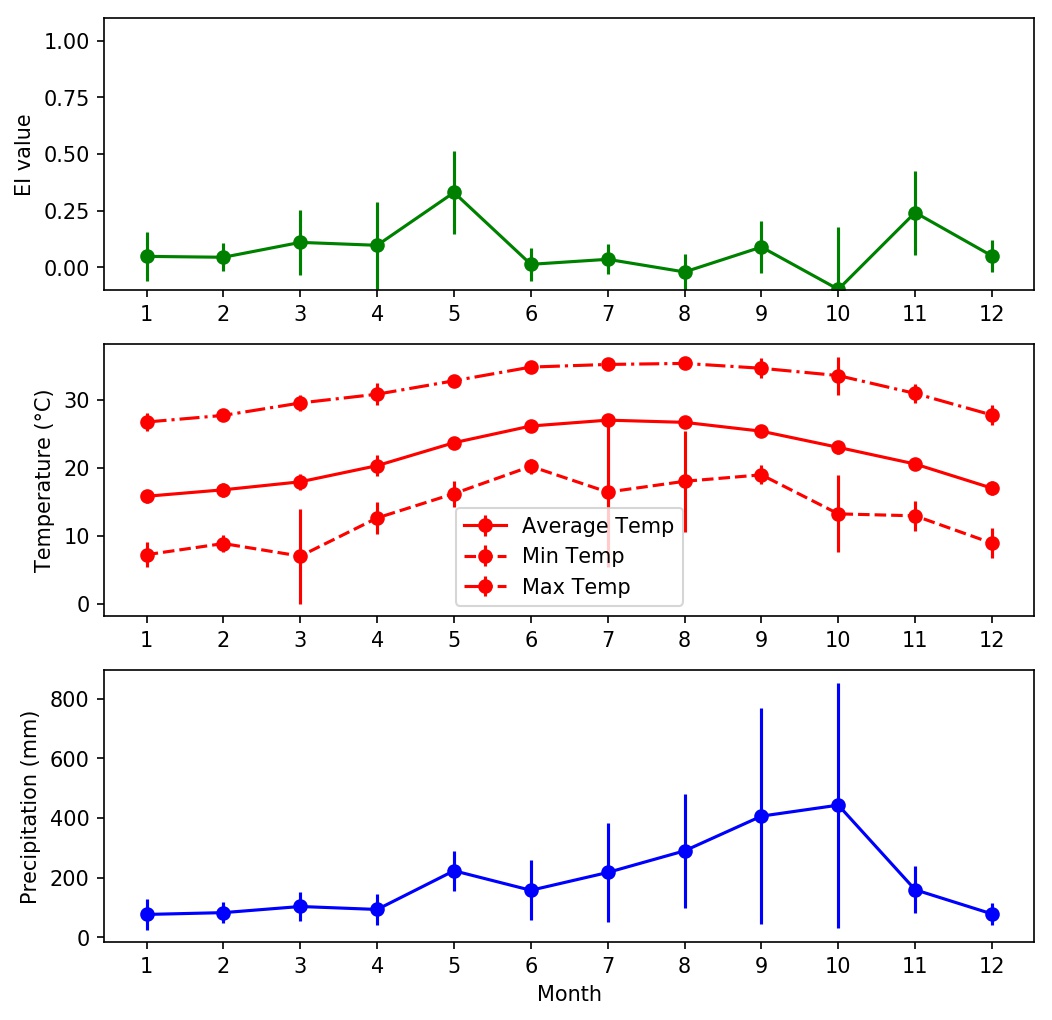 EI value
1.00
0.75
0.50
0.25
0.00
1 2 3 4 5 6 7 8 9 10 11 12
Temperature (°C)
30
20
10
0
Average Temp
Min Temp
Max Temp
1 2 3 4 5 6 7 8 9 10 11 12
Precipitation (mm)
800
600
400
200
0
1 2 3 4 5 6 7 8 9 10 11 12
Month